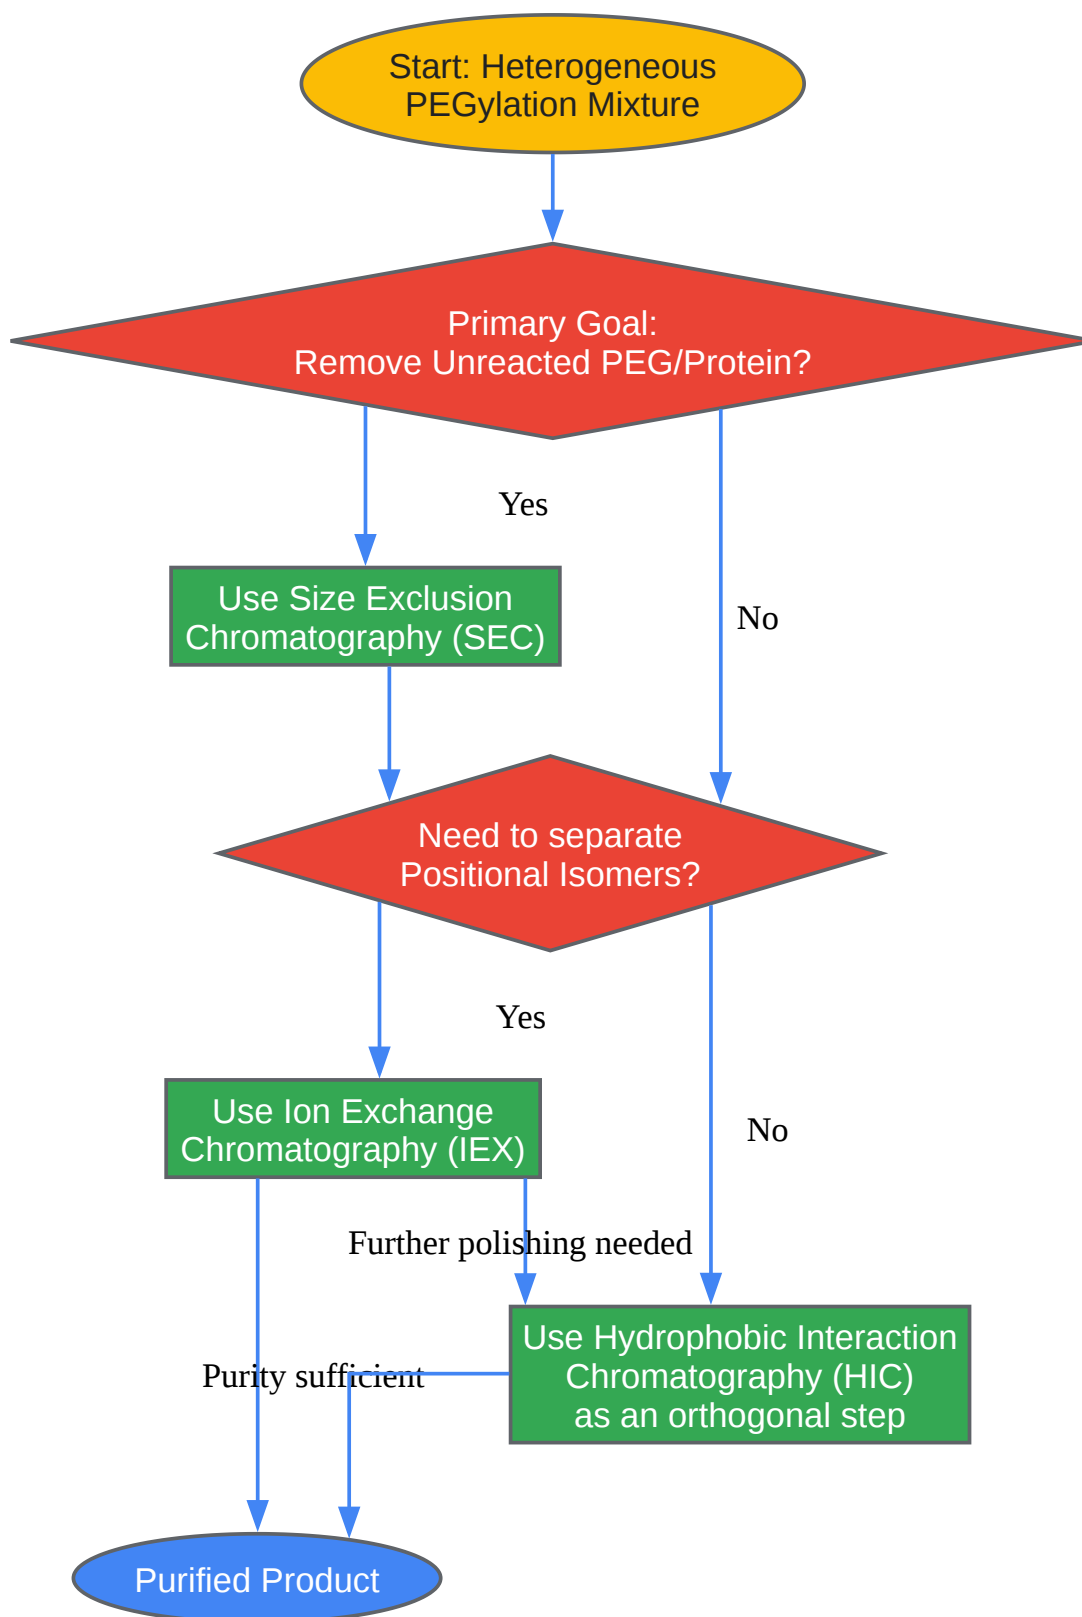 Start: Heterogeneous
PEGylation Mixture
Primary Goal:
Remove Unreacted PEG/Protein?
Yes
Use Size Exclusion
Chromatography (SEC)
No
Need to separate
Positional Isomers?
Yes
Use Ion Exchange
Chromatography (IEX)
No
Further polishing needed
Use Hydrophobic Interaction
Chromatography (HIC)
as an orthogonal step
Purity sufficient
Purified Product